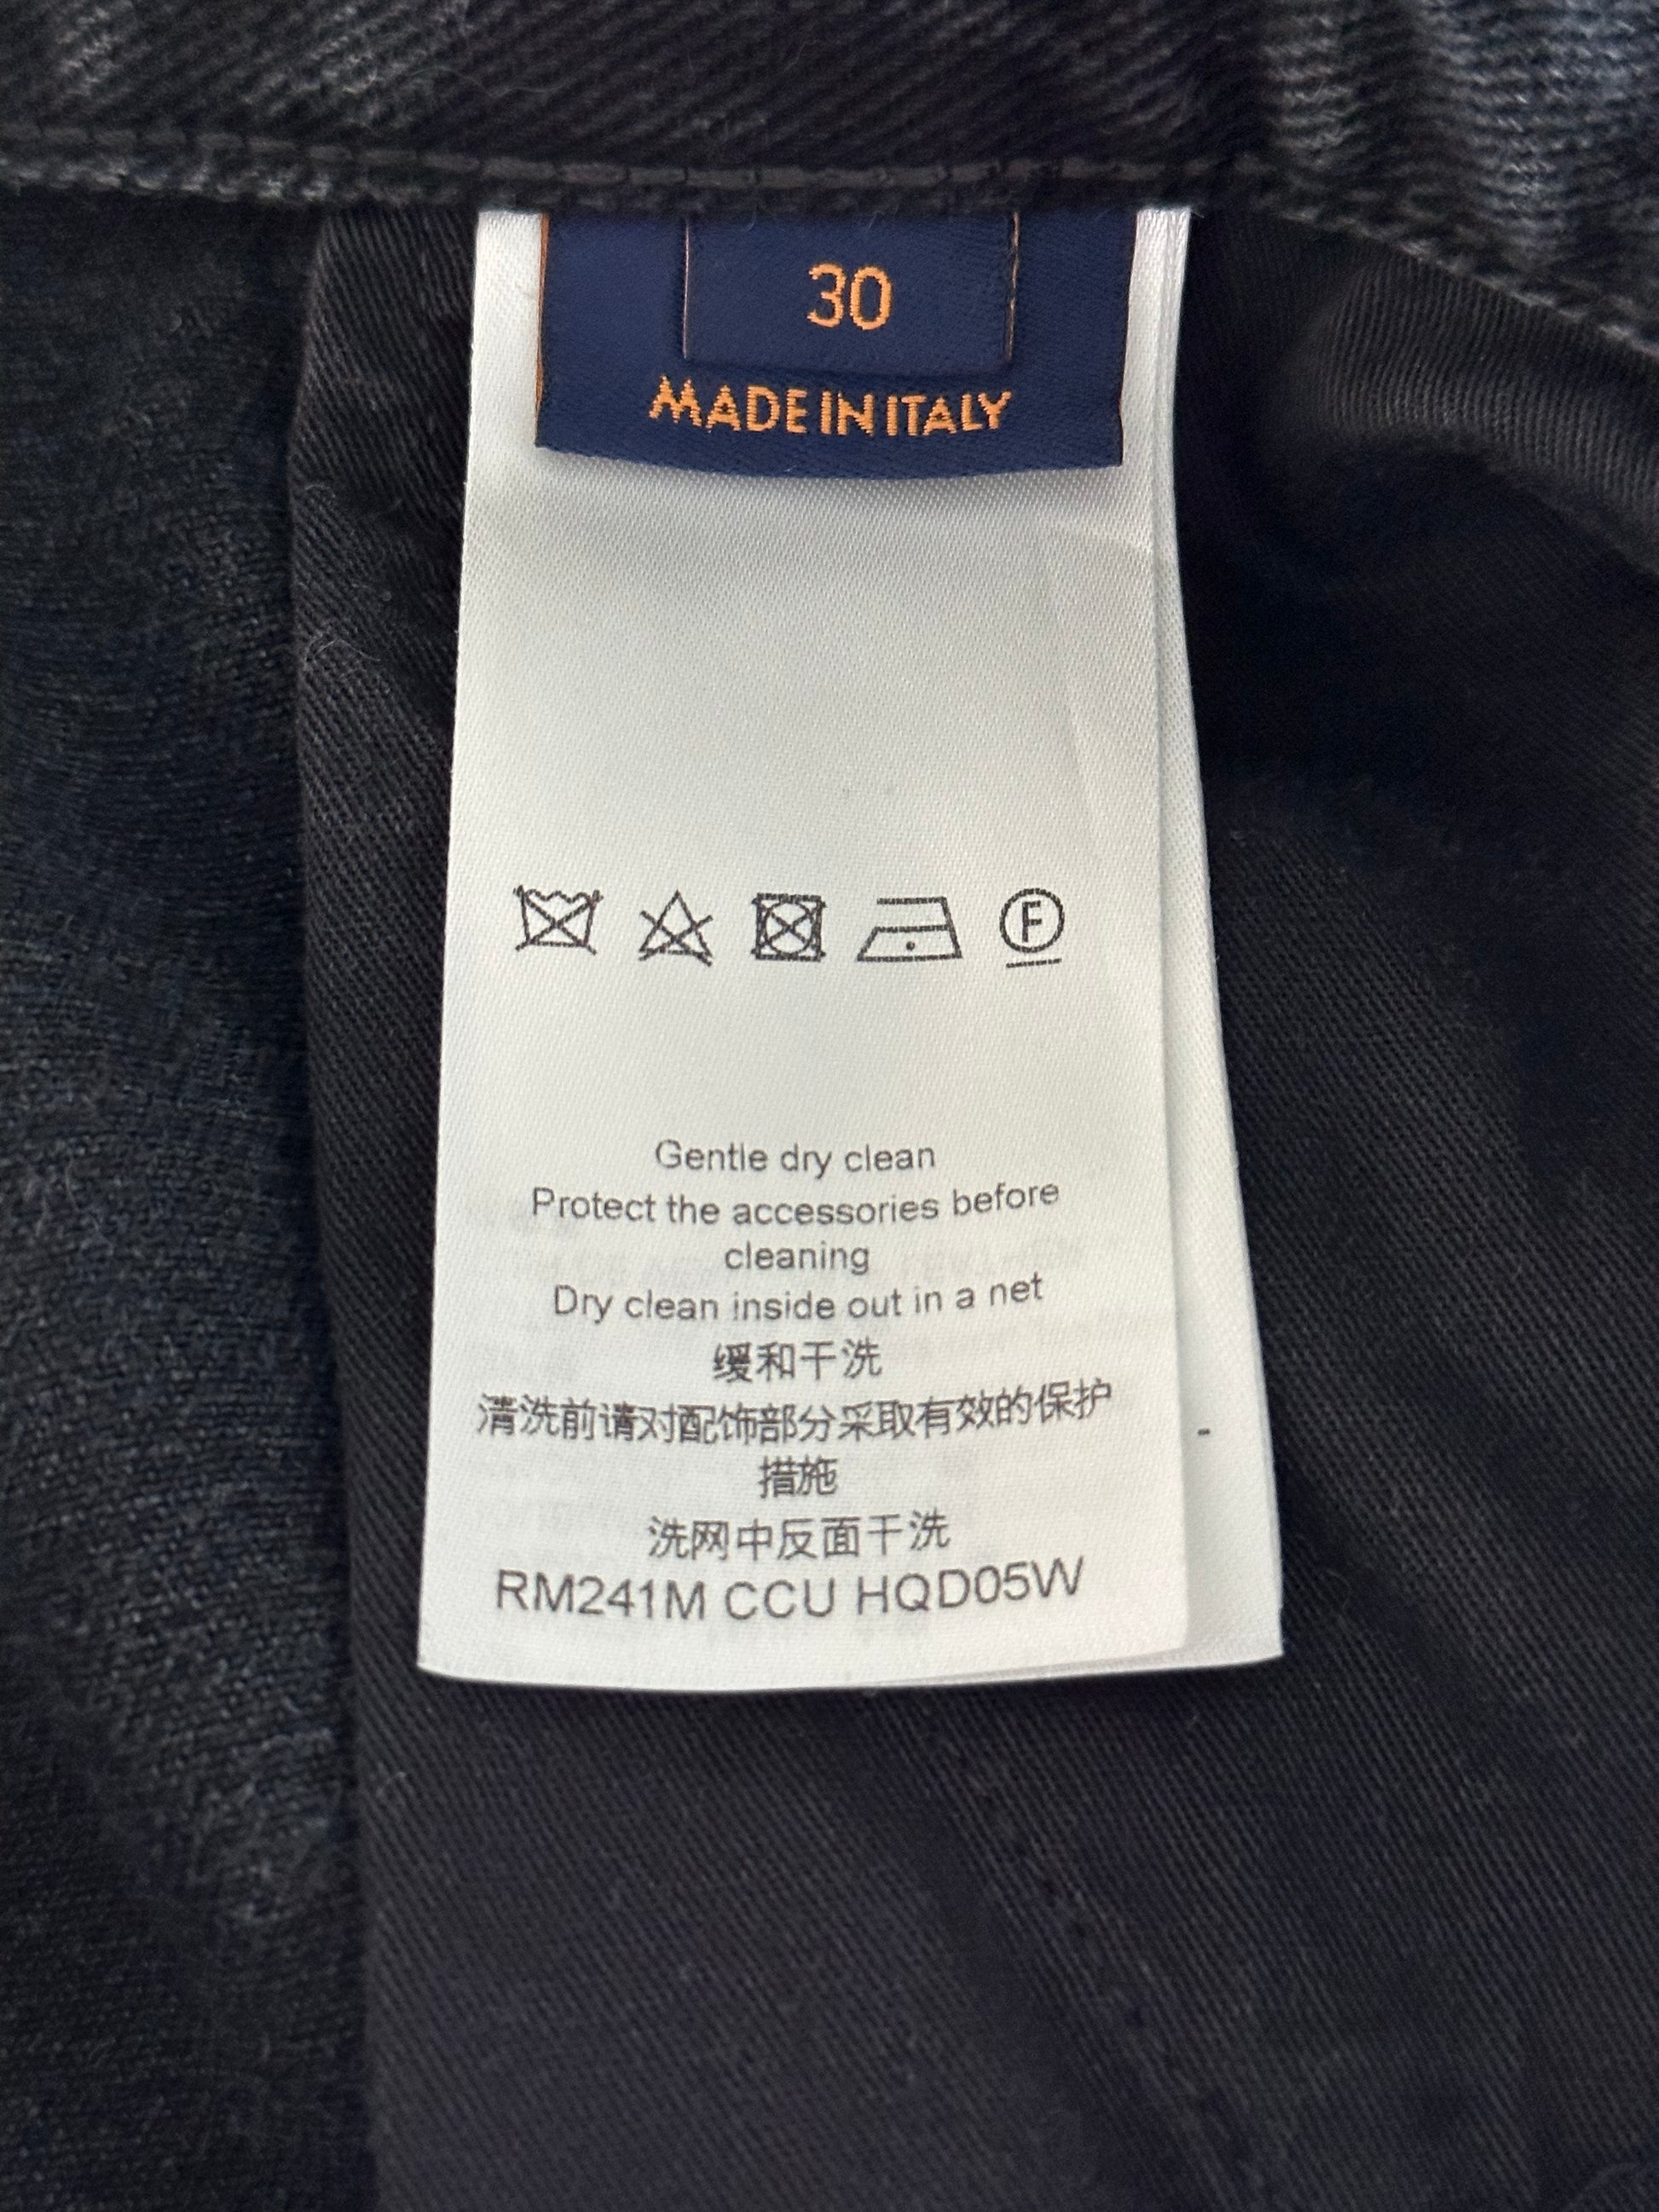 30
MADE IN ITALY
F
Gentle dry clean
Protect the accessories before
cleaning
Dry clean inside out in a net
缓和干洗
清洗前请对配饰部分采取有效的保护
措施
洗网中反面干洗
RM241M CCU HQD05W